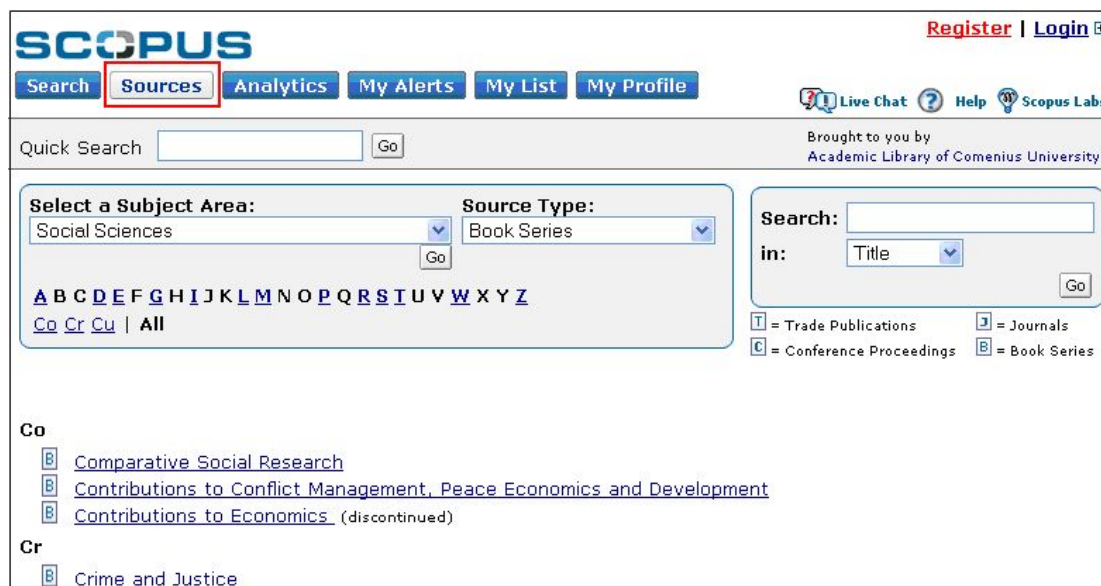 Register | Login
SCOPUS
Search Sources Analytics My Alerts My List My Profile
Live Chat Help Scopus Labs
Quick Search Go
Brought to you by
Academic Library of Comenius University
Select a Subject Area: Source Type:
Social Sciences Book Series
Go
A B C D E F G H I J K L M N O P Q R S T U V W X Y Z
Co Cr Cu | All
Search:
in: Title
Go
T = Trade Publications J = Journals
C = Conference Proceedings B = Book Series
Co
B Comparative Social Research
B Contributions to Conflict Management, Peace Economics and Development
B Contributions to Economics (discontinued)
Cr
B Crime and Justice